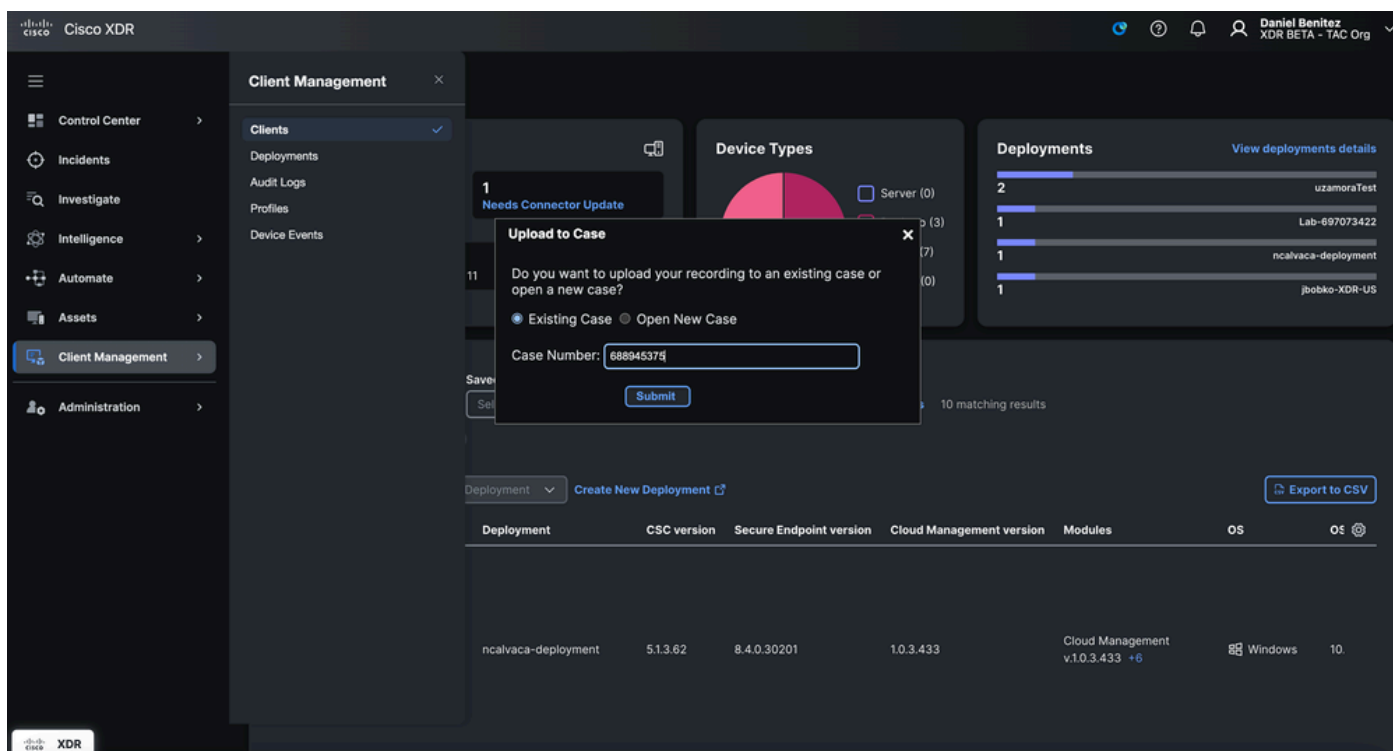 cisco Cisco XDR
Daniel Benitez
XDR BETA - TAC Org
Control Center
Incidents
Investigate
Intelligence
Automate
Assets
Client Management
Administration
Client Management
Clients
Deployments
Audit Logs
Profiles
Device Events
1
Needs Connector Update
11
Device Types
Server (0)
(3)
(7)
(0)
Deployments
View deployments details
2 uzamoraTest
1 Lab-697073422
1 ncalvaca-deployment
1 jbobko-XDR-US
Upload to Case
Do you want to upload your recording to an existing case or
open a new case?
Existing Case Open New Case
Case Number: 688945375
Submit
10 matching results
Deployment Create New Deployment
Export to CSV
Deployment CSC version Secure Endpoint version Cloud Management version Modules OS
ncalvaca-deployment 5.1.3.62 8.4.0.30201 1.0.3.433 Cloud Management
v.1.0.3.433 +6 Windows 10.
cisco XDR